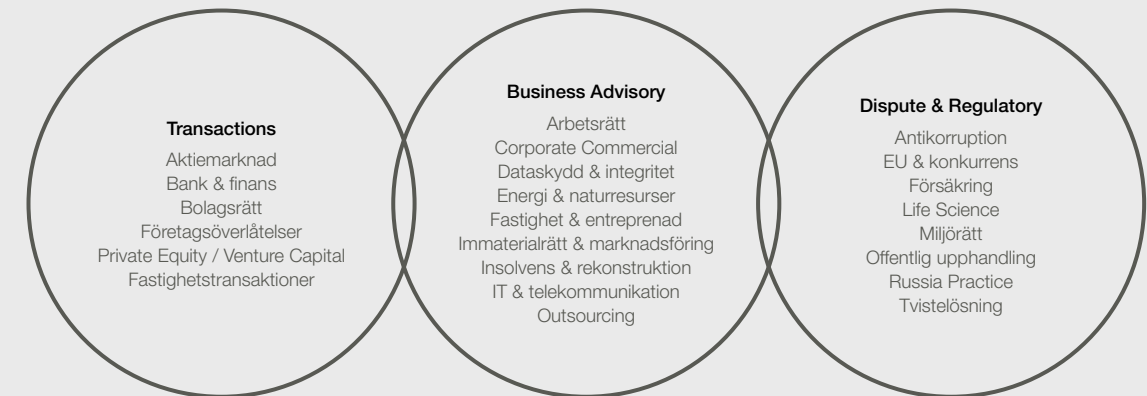 Transactions
Aktiemarknad
Bank & finans
Bolagsrätt
Företagsöverlåtelser
Private Equity / Venture Capital
Fastighetstransaktioner
Business Advisory
Arbetsrätt
Corporate Commercial
Dataskydd & integritet
Energi & naturresurser
Fastighet & entreprenad
Immaterialrätt & marknadsföring
Insolvens & rekonstruktion
IT & telekommunikation
Outsourcing
Dispute & Regulatory
Antikorruption
EU & konkurrens
Försäkring
Life Science
Miljörätt
Offentlig upphandling
Russia Practice
Tvistelösning